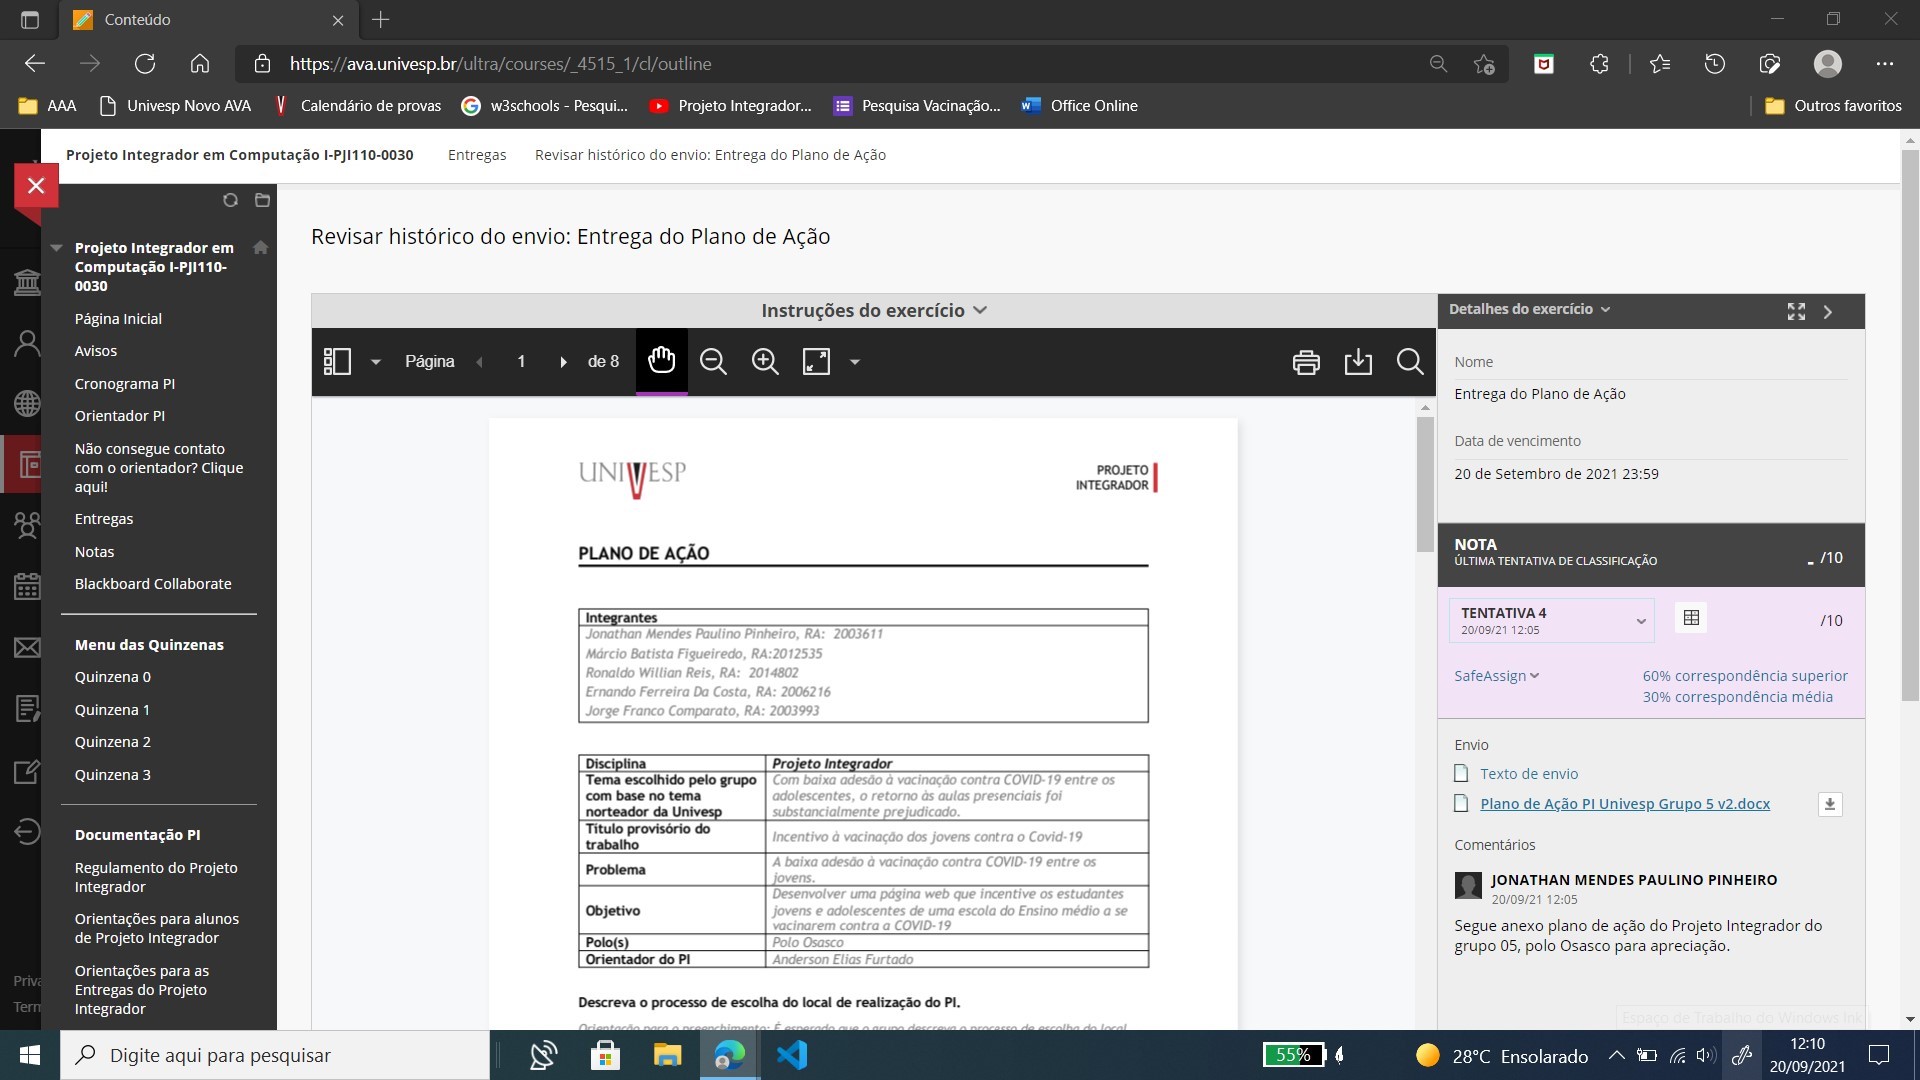 Conteúdo
https://ava.univesp.br/ultra/courses/_4515_1/cl/outline
AAA
Univesp Novo AVA
Calendário de provas
w3schools - Pesqui...
Projeto Integrador...
Pesquisa Vacinação...
Office Online
Outros favoritos
Projeto Integrador em Computação I-PJI110-0030
Entregas
Revisar histórico do envio: Entrega do Plano de Ação
Projeto Integrador em
Computação I-PJI110-
0030
Página Inicial
Avisos
Cronograma PI
Orientador PI
Não consegue contato
com o orientador? Clique
aqui!
Entregas
Notas
Blackboard Collaborate
Menu das Quinzenas
Quinzena 0
Quinzena 1
Quinzena 2
Quinzena 3
Documentação PI
Regulamento do Projeto
Integrador
Orientações para alunos
de Projeto Integrador
Orientações para as
Entregas do Projeto
Integrador
Priva
Term
Revisar histórico do envio: Entrega do Plano de Ação
Instruções do exercício
Página 1 de 8
UNIVESP
PROJETO
INTEGRADOR
PLANO DE AÇÃO
Integrantes
Jonathan Mendes Paulino Pinheiro, RA: 2003611
Márcio Batista Figueiredo, RA:2012535
Ronaldo Willian Reis, RA: 2014802
Ernando Ferreira Da Costa, RA: 2006216
Jorge Franco Comparato, RA: 2003993
Disciplina
Projeto Integrador
Tema escolhido pelo grupo
com base no tema
norteador da Univesp
Com baixa adesão à vacinação contra COVID-19 entre os
adolescentes, o retorno às aulas presenciais foi
substancialmente prejudicado.
Título provisório do
trabalho
Incentivo à vacinação dos jovens contra o Covid-19
Problema
A baixa adesão à vacinação contra COVID-19 entre os
jovens.
Objetivo
Desenvolver uma página web que incentive os estudantes
jovens e adolescentes de uma escola do Ensino médio a se
vacinarem contra a COVID-19
Polo(s)
Polo Osasco
Orientador do PI
Anderson Elias Furtado
Descreva o processo de escolha do local de realização do PI.
Orientação para o preenchimento: É esperado que o grupo descreva o processo de escolha do local
Detalhes do exercício
Nome
Entrega do Plano de Ação
Data de vencimento
20 de Setembro de 2021 23:59
NOTA
ÚLTIMA TENTATIVA DE CLASSIFICAÇÃO
- /10
TENTATIVA 4
20/09/21 12:05
/10
SafeAssign
60% correspondência superior
30% correspondência média
Envio
Texto de envio
Plano de Ação PI Univesp Grupo 5 v2.docx
Comentários
JONATHAN MENDES PAULINO PINHEIRO
20/09/21 12:05
Segue anexo plano de ação do Projeto Integrador do
grupo 05, polo Osasco para apreciação.
Espaço de Trabalho do Windows Ink
Digite aqui para pesquisar
55%
28°C Ensolarado
12:10
20/09/2021